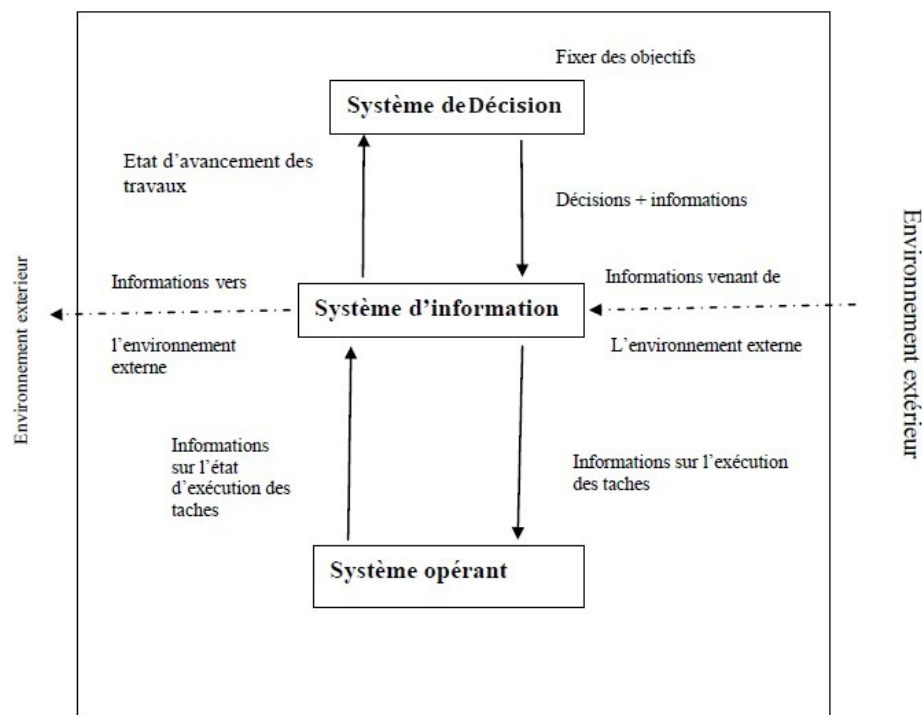 Fixer des objectifs
Système de Décision
Etat d'avancement des
travaux
Décisions + informations
Environnement exterieur
Informations vers
Informations venant de
Système d'information
l'environnement
externe
L'environnement externe
Environnement extérieur
Informations
sur l'état
d'exécution des
taches
Informations sur l'exécution
des taches
Système opérant